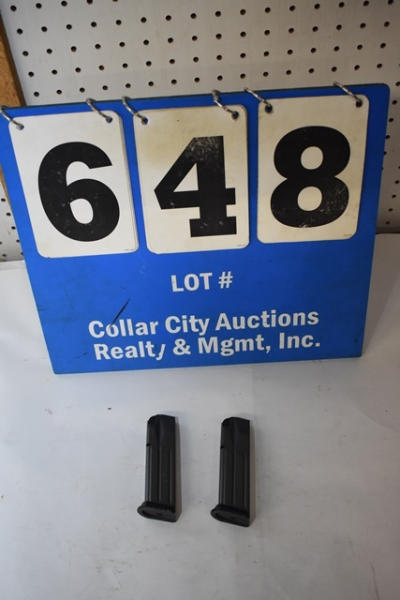 648
LOT #
Collar City Auctions
Realty & Mgmt, Inc.